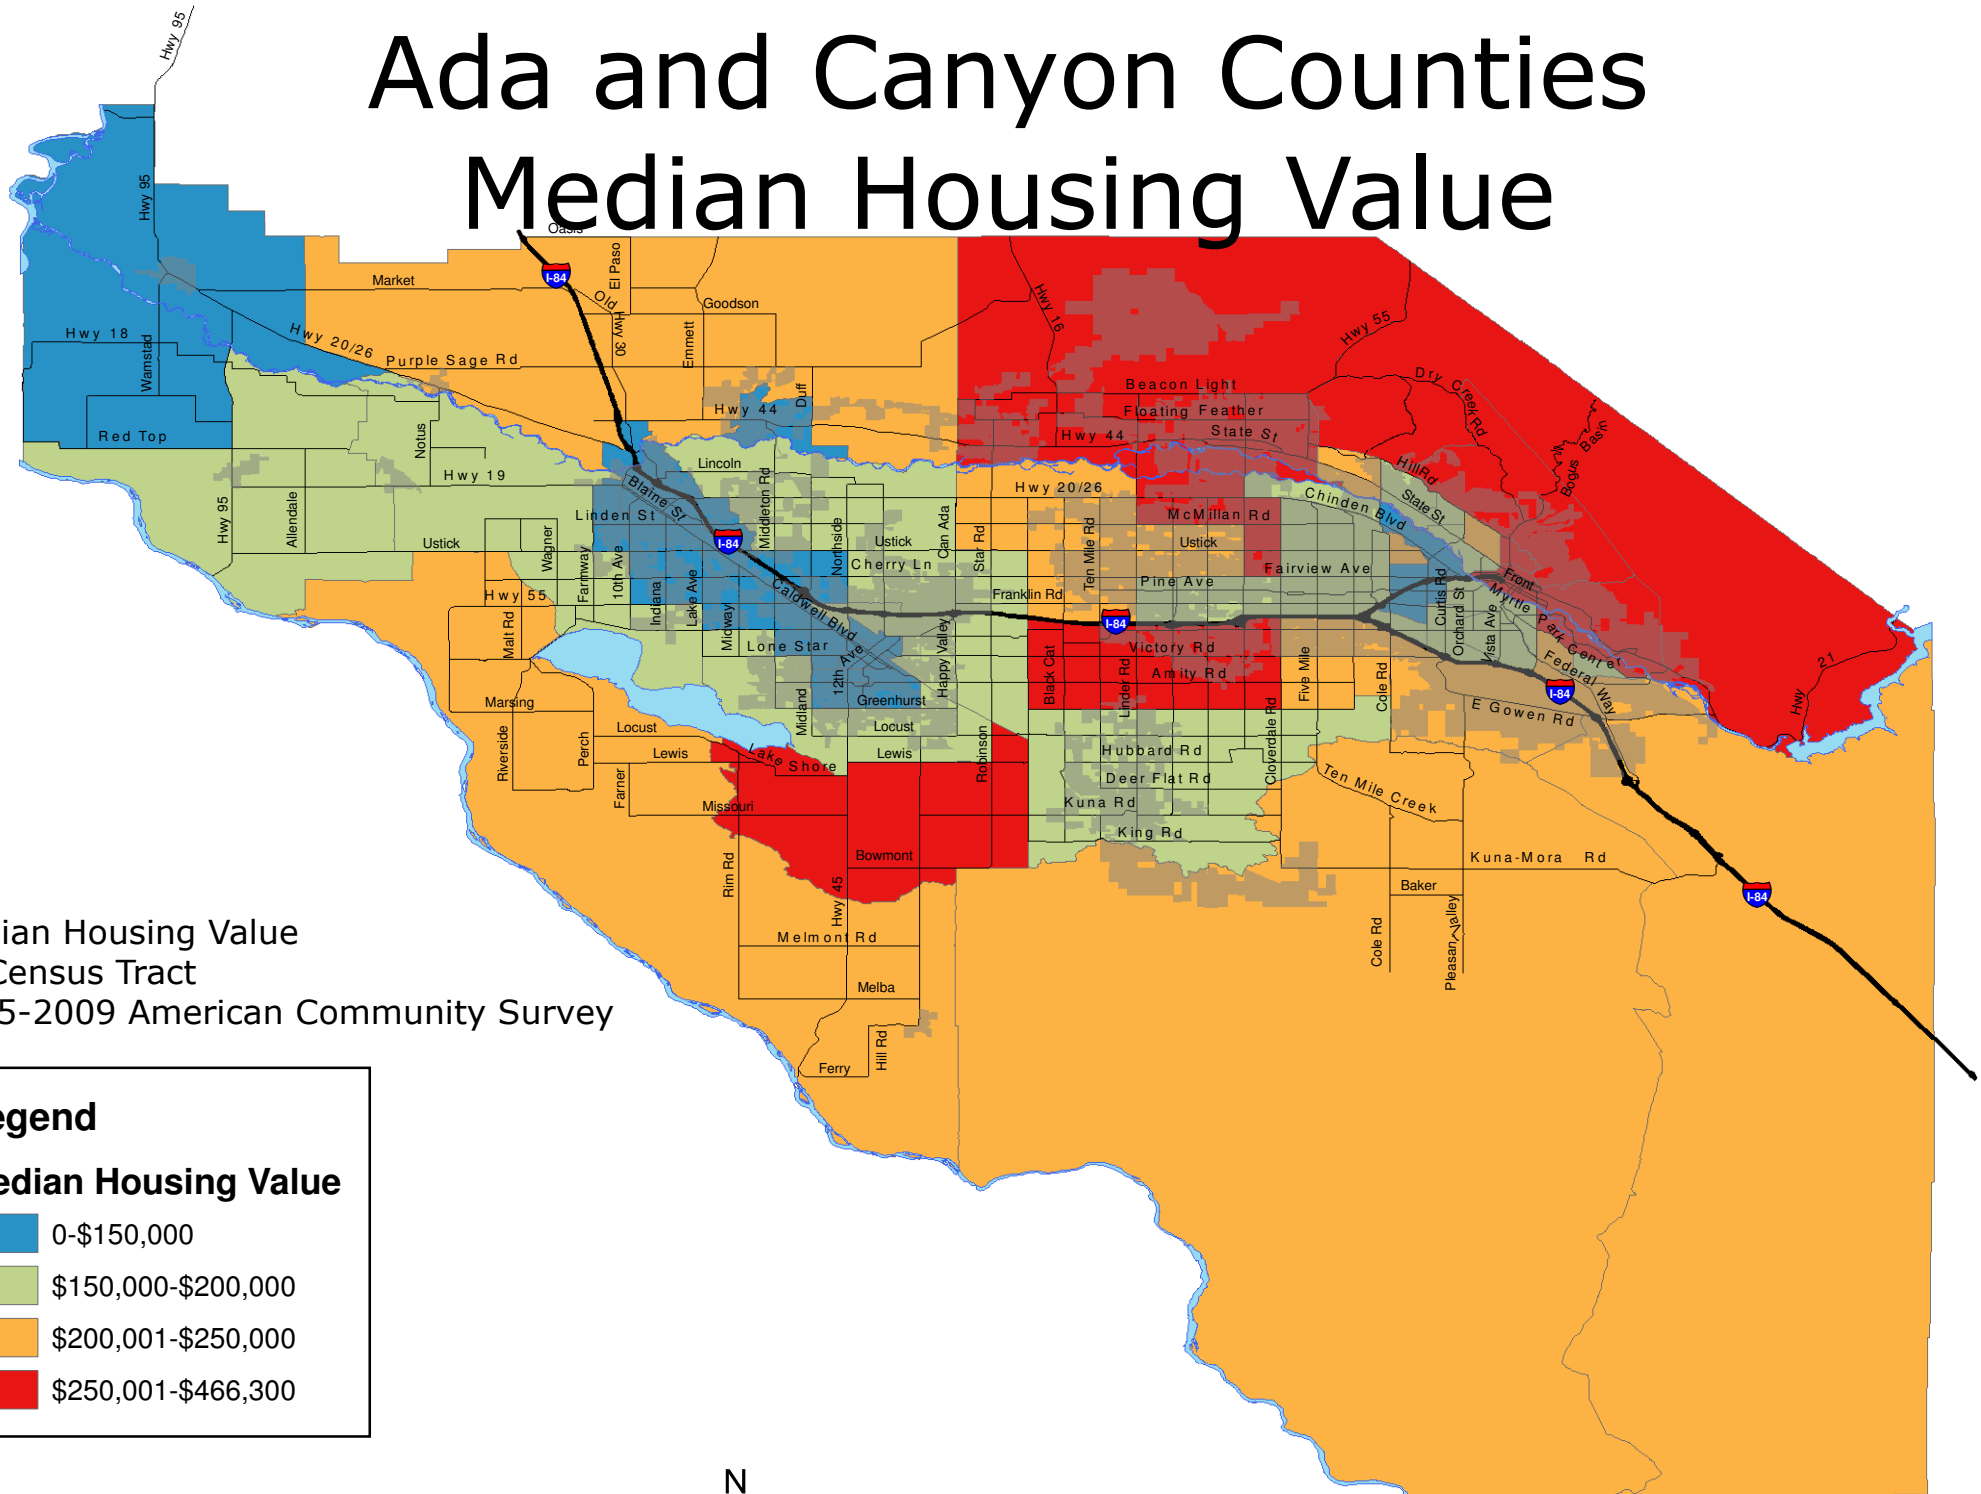 Ada and Canyon Counties
Median Housing Value
Hwy 95
Hwy 95
Oasis
I-84
El Paso
Market
Old Hwy 30
Goodson
Emmett
Hwy 16
Hwy 55
Hwy 18
Wamstad
Hwy 20/26
Purple Sage Rd
Duff
Hwy 44
Beacon Light
Floating Feather
Hwy 44
State St
Dry Creek Rd
Bogus Basin
Red Top
Notus
Hwy 19
Lincoln
Hwy 20/26
Hill Rd
State St
Chinden Blvd
Hwy 95
Allendale
Blaine St
Linden St
Middleton Rd
McMillan Rd
Ustick
Wagner
I-84
Northside
Ustick
Can Ada
Star Rd
Ten Mile Rd
Ustick
Farmway
10th Ave
Cherry Ln
Pine Ave
Fairview Ave
Hwy 55
Indiana
Lake Ave
Midway
Caldwell Blvd
Franklin Rd
I-84
Curtis Rd
Orchard St
Vista Ave
Front
Myrtle
Park Center
Malt Rd
Lone Star
12th Ave
Happy Valley
Black Cat
Victory Rd
Linder Rd
Amity Rd
Five Mile
Cole Rd
Federal Way
I-84
Hwy 21
Marsing
Midland
Greenhurst
Cloverdale Rd
E Gowen Rd
Riverside
Perch
Locust
Locust
Lewis
Lake Shore
Lewis
Robinson
Hubbard Rd
Farner
Deer Flat Rd
Ten Mile Creek
Missouri
Kuna Rd
King Rd
Rim Rd
Bowmont
Kuna-Mora Rd
Hwy 45
Baker
I-84
Melmont Rd
Cole Rd
Melba
Hill Rd
Ferry
ian Housing Value
Census Tract
5-2009 American Community Survey
egend
edian Housing Value
0-$150,000
$150,000-$200,000
$200,001-$250,000
$250,001-$466,300
N